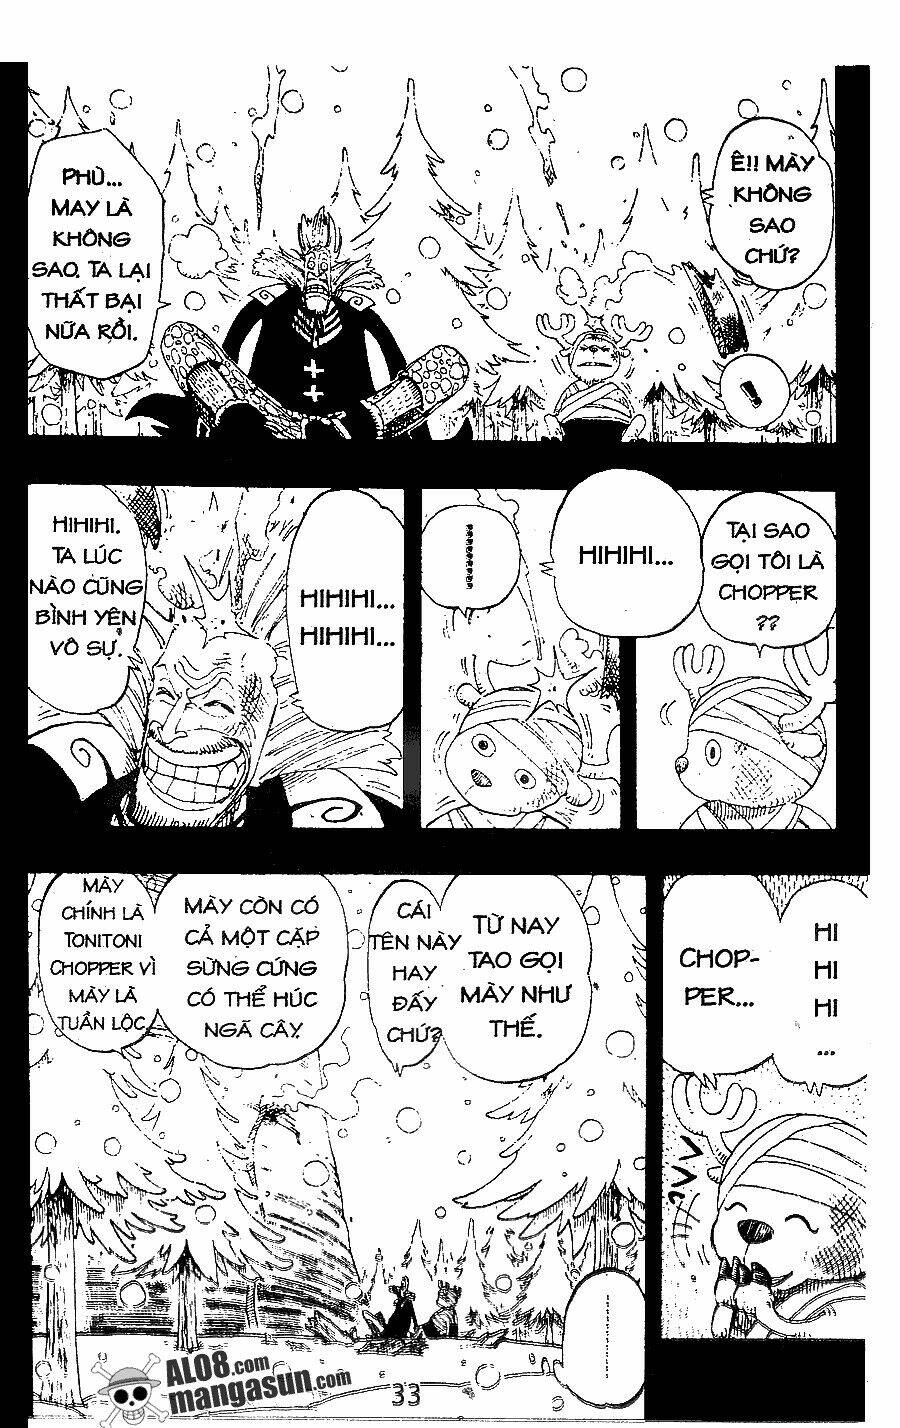 Ê!! MÀY
KHÔNG
SAO
CHỨ?
!
PHÙ...
MAY LÀ
KHÔNG
SAO. TA LẠI
THẤT BẠI
NỮA RỒI.
TẠI SAO
GỌI TÔI LÀ
CHOPPER
??
HIHIHI...
HIHIHI...
HIHIHI...
HIHIHI.
TA LÚC
NÀO CŨNG
BÌNH YÊN
VÔ SỰ.
HI
HI
HI
...
CHOP-
PER...
TỪ NAY
TAO GỌI
MÀY NHƯ
THẾ.
CÁI
TÊN NÀY
HAY
ĐẤY
CHỨ?
MÀY CÒN CÓ
CẢ MỘT CẶP
SỪNG CỨNG
CÓ THỂ HÚC
NGÃ CÂY.
MÀY
CHÍNH LÀ
TONITONI
CHOPPER VÌ
MÀY LÀ
TUẦN LỘC
ALO8.com
mangasun.com
33